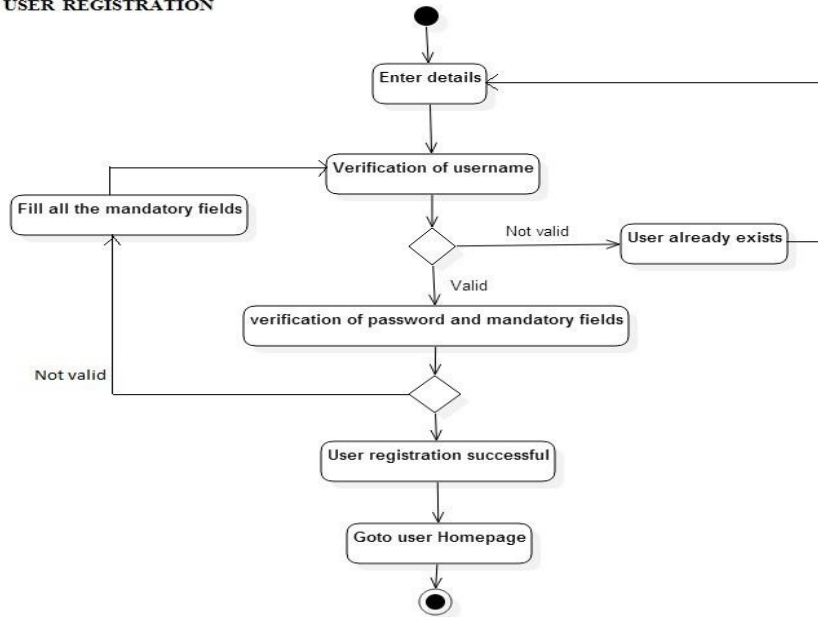 USER REGISTRATION
Enter details
Verification of username
Fill all the mandatory fields
Not valid
User already exists
Valid
verification of password and mandatory fields
Not valid
User registration successful
Goto user Homepage